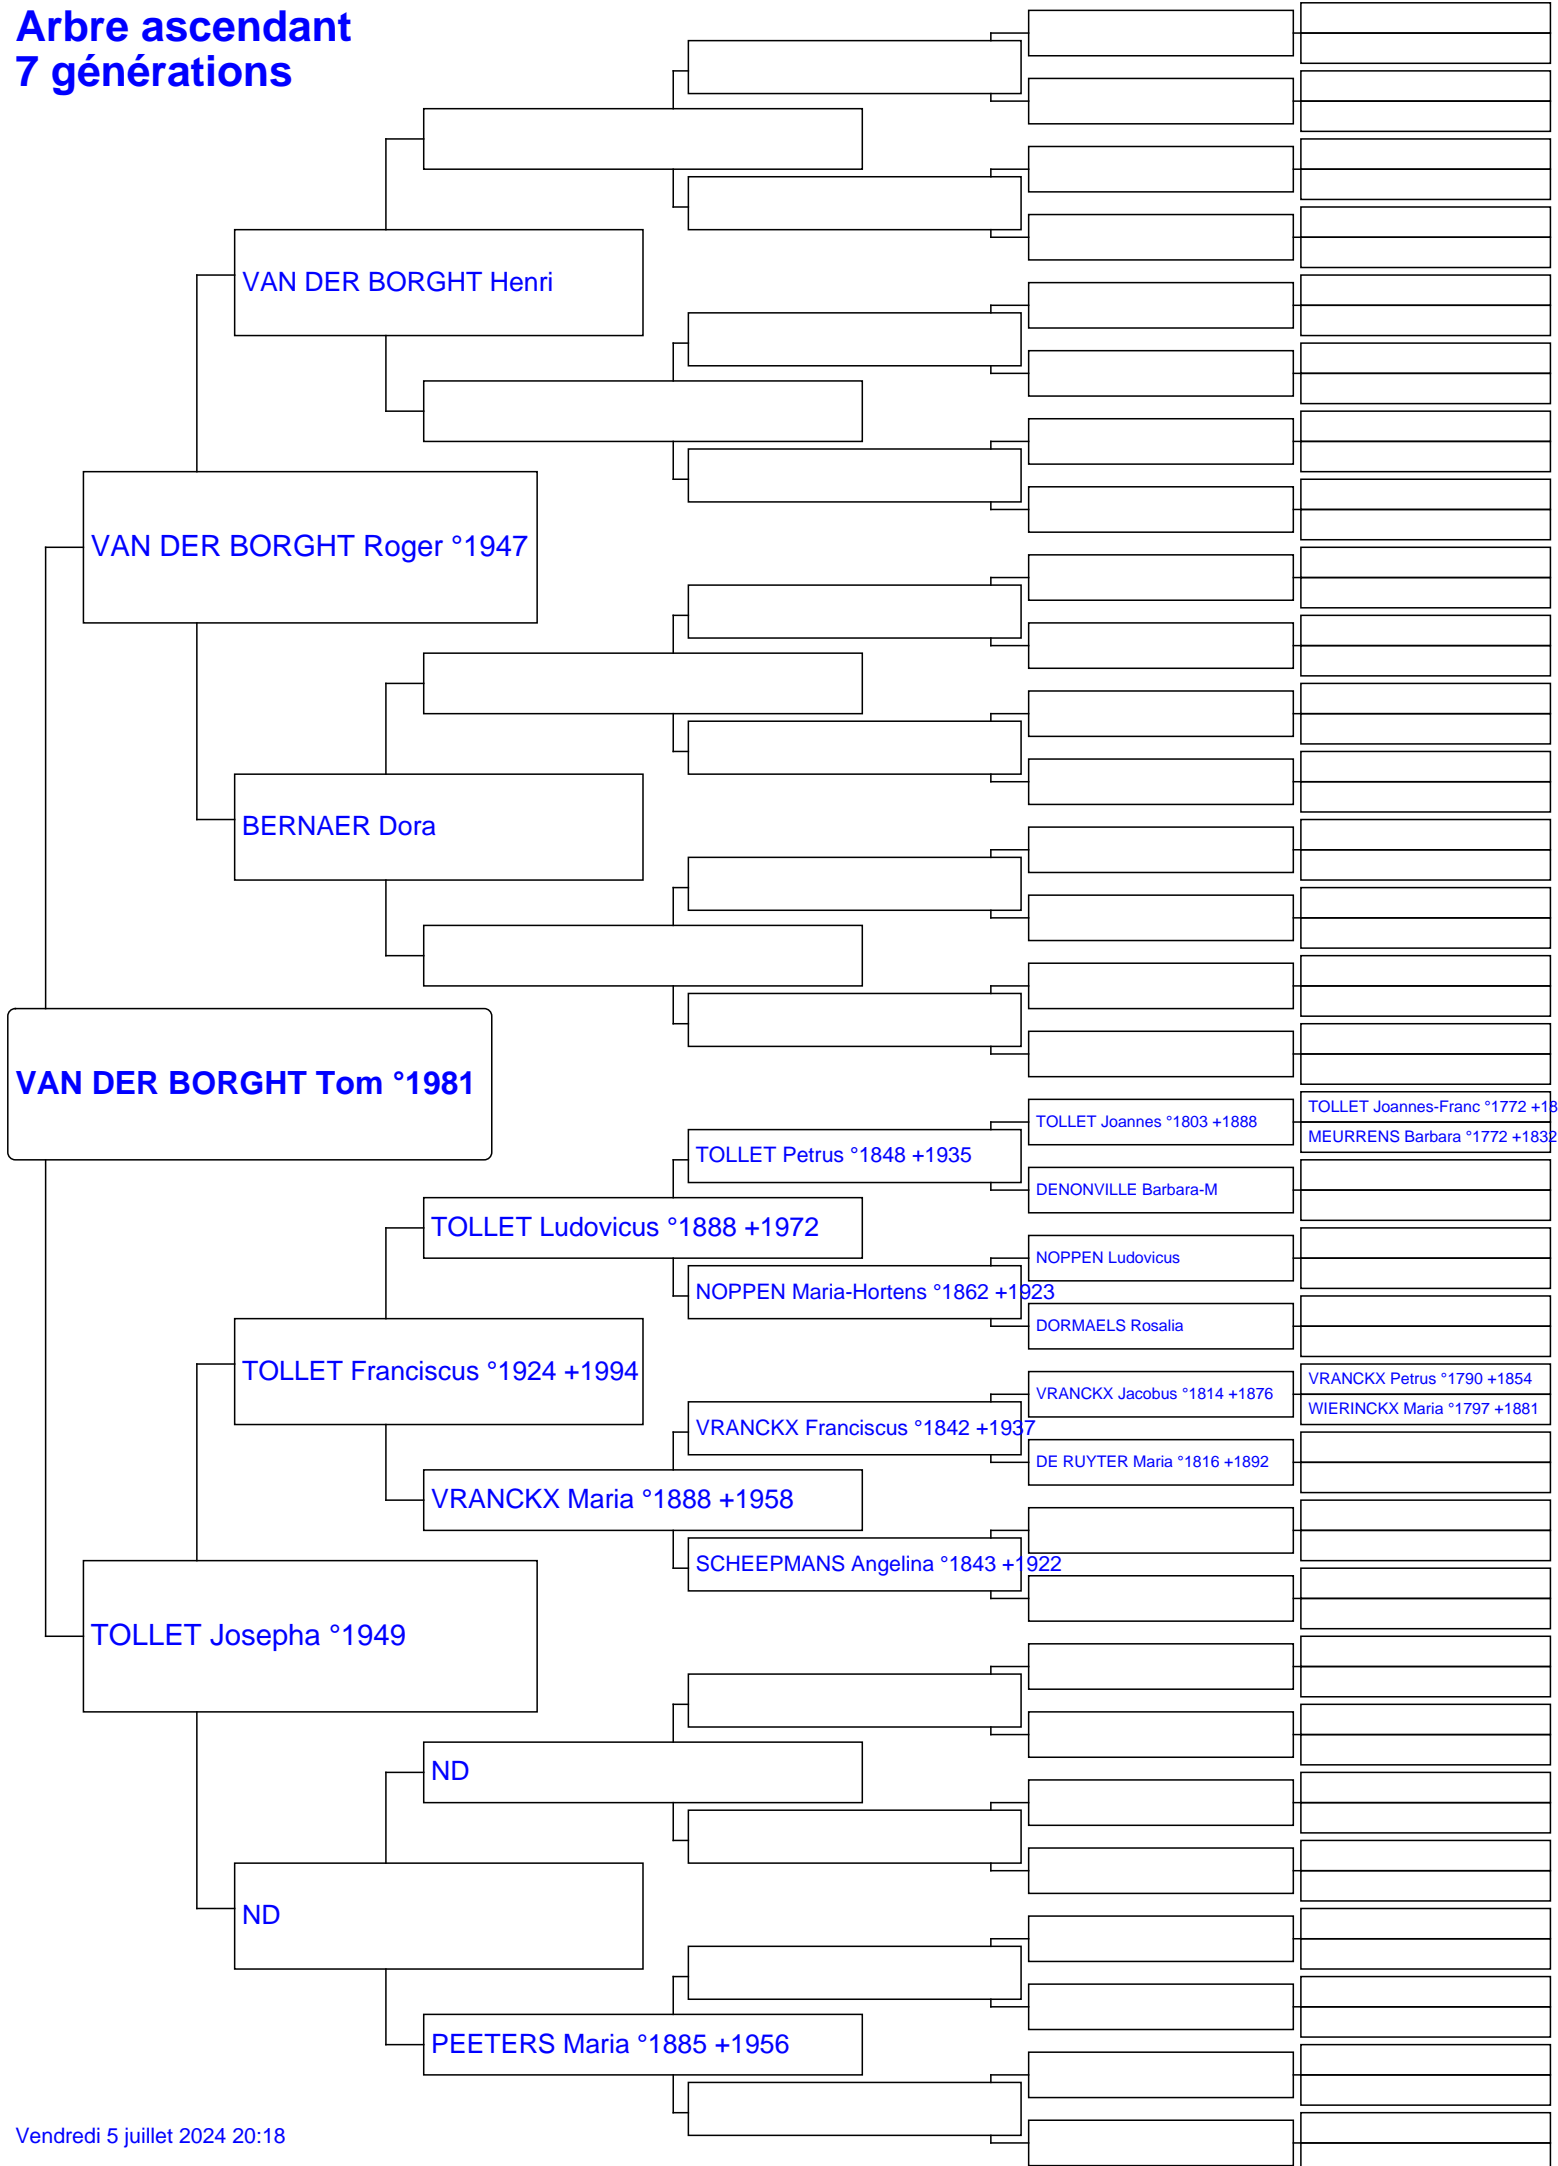 Arbre ascendant
7 générations
VAN DER BORGHT Henri
VAN DER BORGHT Roger °1947
BERNAER Dora
VAN DER BORGHT Tom °1981
TOLLET Joannes-Franc °1772 +18
TOLLET Joannes °1803 +1888
MEURRENS Barbara °1772 +1832
TOLLET Petrus °1848 +1935
DENONVILLE Barbara-M
TOLLET Ludovicus °1888 +1972
NOPPEN Ludovicus
NOPPEN Maria-Hortens °1862 +1923
DORMAELS Rosalia
TOLLET Franciscus °1924 +1994
VRANCKX Petrus °1790 +1854
VRANCKX Jacobus °1814 +1876
WIERINCKX Maria °1797 +1881
VRANCKX Franciscus °1842 +1937
DE RUYTER Maria °1816 +1892
VRANCKX Maria °1888 +1958
SCHEEPMANS Angelina °1843 +1922
TOLLET Josepha °1949
ND
ND
PEETERS Maria °1885 +1956
Vendredi 5 juillet 2024 20:18